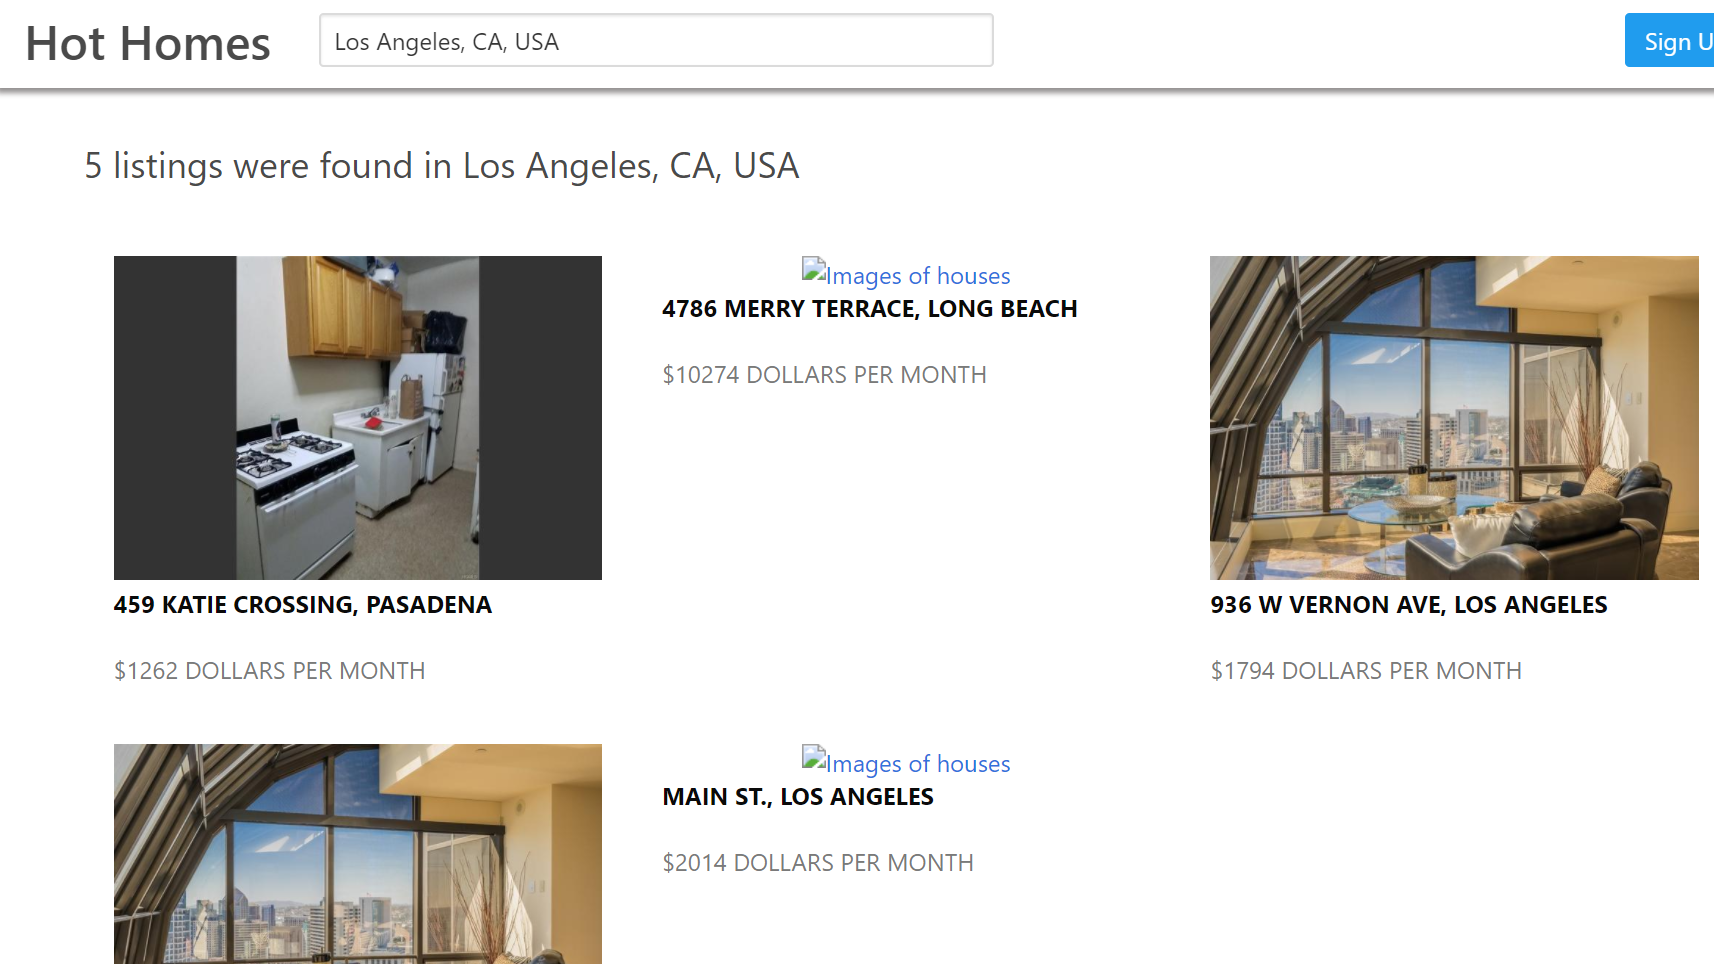 Hot Homes
Los Angeles, CA, USA
Sign U
5 listings were found in Los Angeles, CA, USA
Images of houses
4786 MERRY TERRACE, LONG BEACH
$10274 DOLLARS PER MONTH
459 KATIE CROSSING, PASADENA
$1262 DOLLARS PER MONTH
936 W VERNON AVE, LOS ANGELES
$1794 DOLLARS PER MONTH
Images of houses
MAIN ST., LOS ANGELES
$2014 DOLLARS PER MONTH